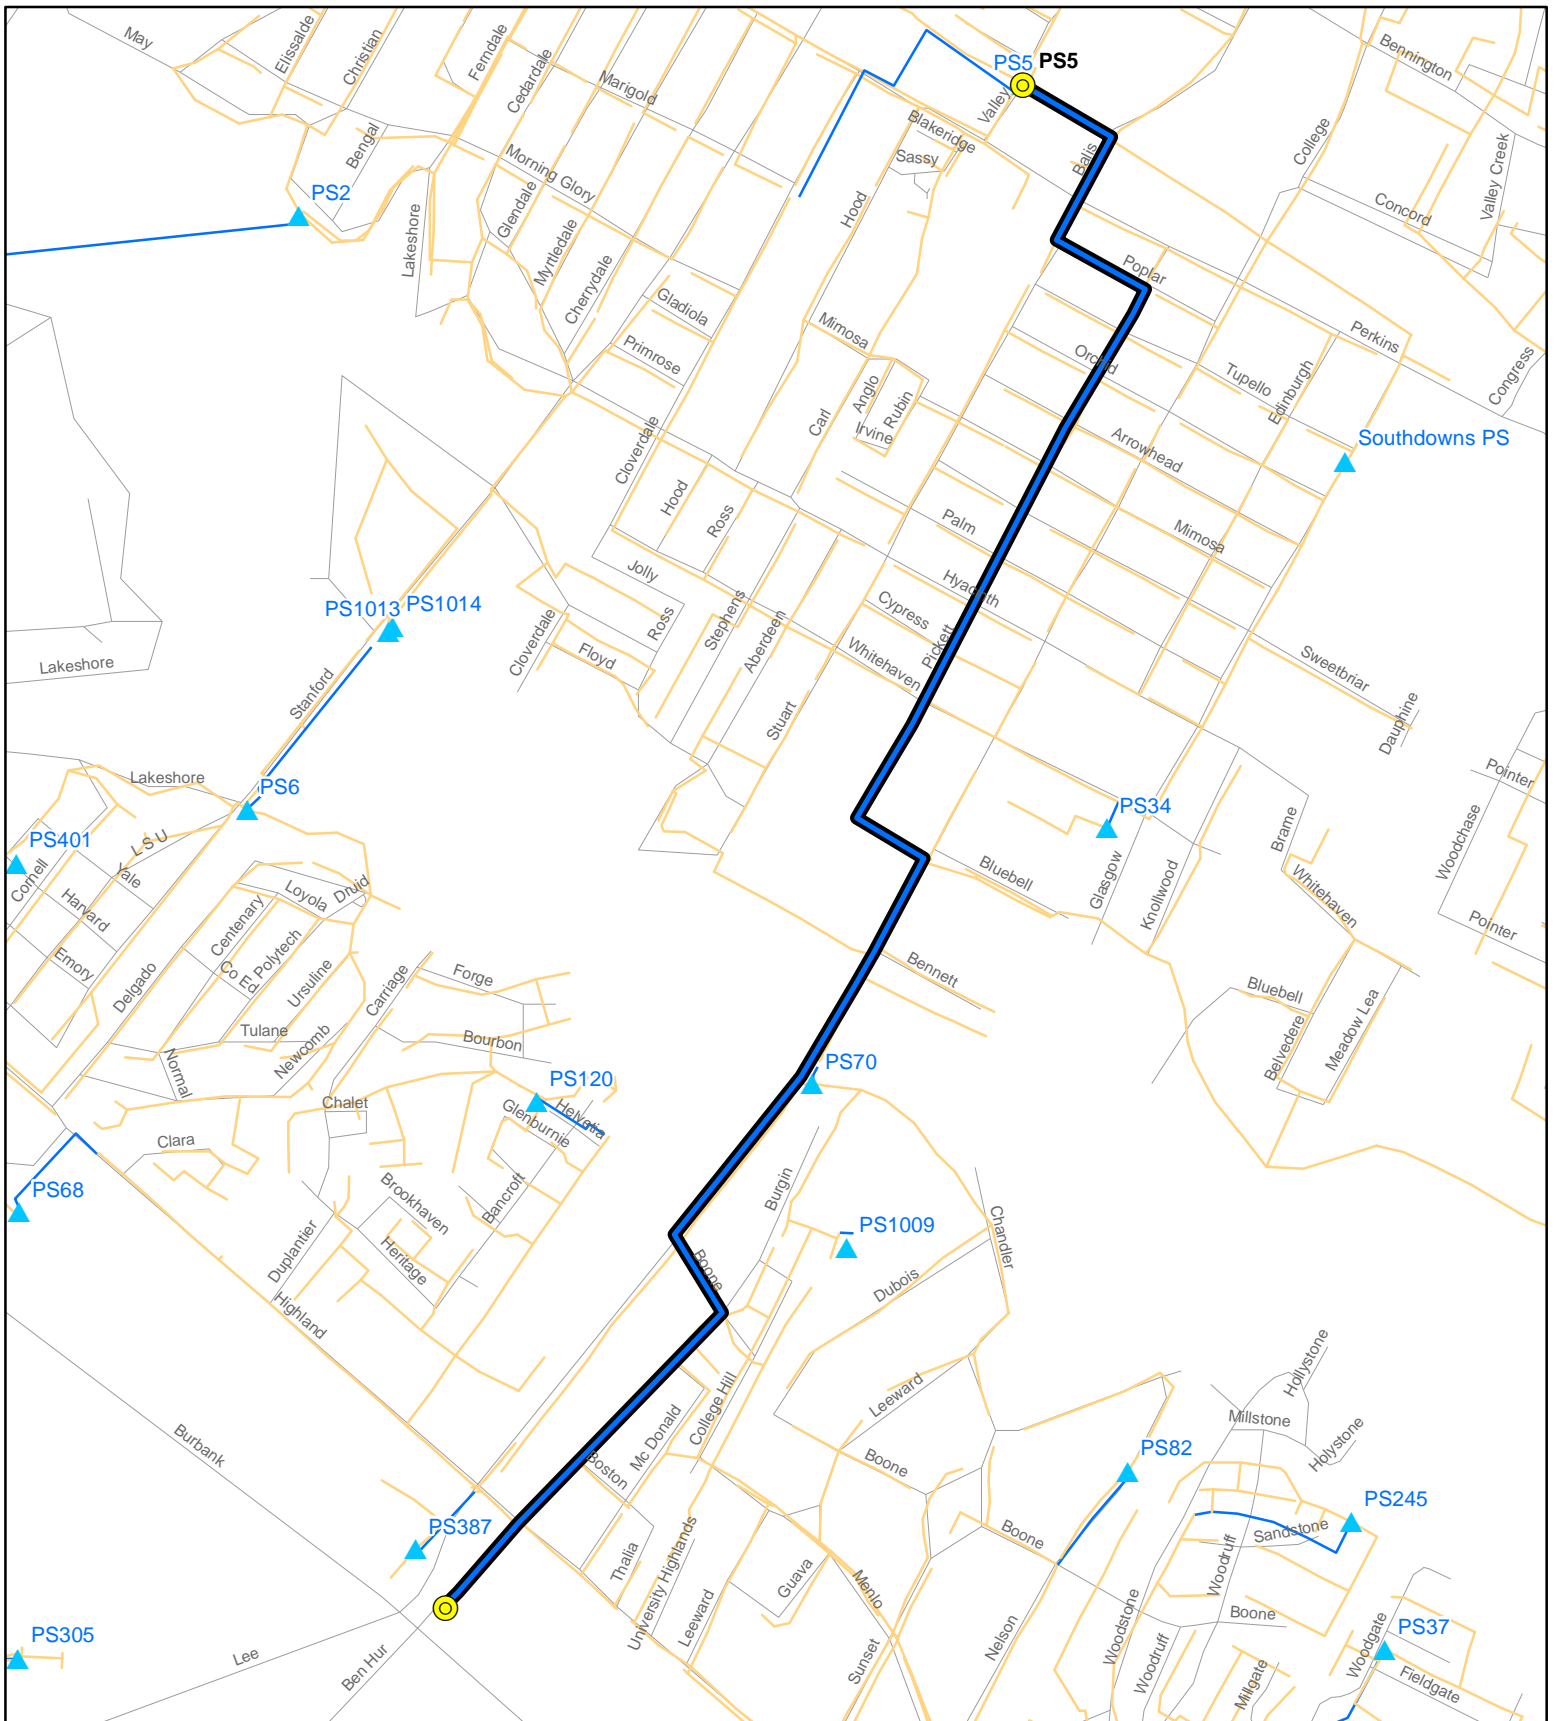 May
Elissalde
Christian
Ferndale
Cedardale
Marigold
PS5
PS5
Valley
Blakeridge
Sassy
Balis
College
Bennington
Valley Creek
Concord
Bengal
PS2
Lakeshore
Morning Glory
Glendale
Myrtledale
Cherrydale
Hood
Gladiola
Primrose
Mimosa
Poplar
Perkins
Orchid
Tupello
Edinburgh
Congress
Anglo
Rubin
Carl
Irvine
Cloverdale
Arrowhead
Southdowns PS
Hood
Ross
Palm
Mimosa
Jolly
Hyacinth
Cypress
PS1013
PS1014
Ross
Stephens
Aberdeen
Pickett
Whitehaven
Cloverdale
Floyd
Sweetbriar
Lakeshore
Stanford
Stuart
Dauphine
Lakeshore
PS6
Pointer
PS34
Brame
Woodchase
PS401
L S U
Yale
Cornell
Harvard
Loyola
Druid
Bluebell
Glasgow
Knollwood
Whitehaven
Centenary
Emory
Co Ed
Polytech
Ursuline
Pointer
Delgado
Carriage
Forge
Bennett
Bluebell
Tulane
Newcomb
Bourbon
Belvedere
Meadow Lea
Normal
PS70
PS120
Chalet
Helvetia
Glenburnie
Clara
PS68
Brookhaven
Bancroft
Burgin
PS1009
Chandler
Duplantier
Heritage
Boone
Dubois
Highland
Hollystone
Leeward
College Hill
Millstone
Burbank
Mc Donald
Hollystone
Boston
Boone
PS82
PS245
PS387
Boone
Sandstone
Thalia
University Highlands
Guava
Menlo
Woodruff
Boone
PS37
PS305
Lee
Ben Hur
Leeward
Sunset
Nelson
Woodstone
Woodruff
Millgate
Woodgate
Fieldgate